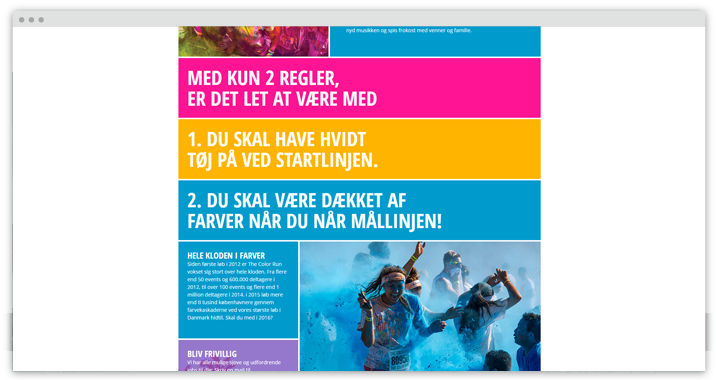 nyd musikken og spis frokost med venner og familie.
MED KUN 2 REGLER,
ER DET LET AT VÆRE MED
1. DU SKAL HAVE HVIDT
TØJ PÅ VED STARTLINJEN.
2. DU SKAL VÆRE DÆKKET AF
FARVER NÅR DU NÅR MÅLLINJEN!
HELE KLODEN I FARVER
Siden første løb i 2012 er The Color Run
vokset sig stort over hele kloden. Fra flere
end 50 events og 600.000 deltagere i
2012, til over 100 events og flere end 1
million deltagere i 2014. I 2015 løb mere
end ti tusind københavnere gennem
farvekaskaderne ved vores største løb i
Danmark hidtil. Skal du med i 2016?
BLIV FRIVILLIG
Vi har alle mulige sjove og udfordrende